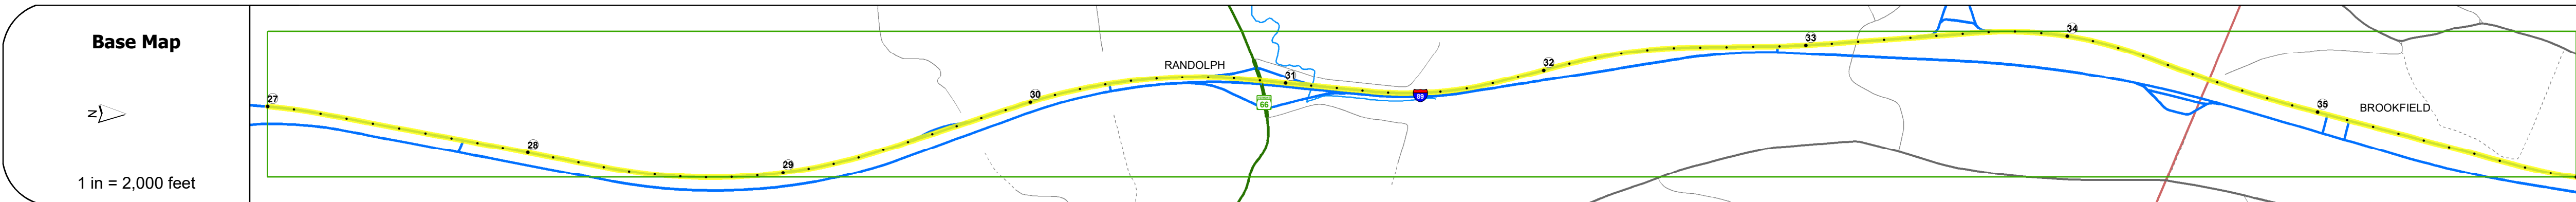 Base Map
N
1 in = 2,000 feet
27
28
29
30
RANDOLPH
31
66
89
32
33
34
35
BROOKFIELD